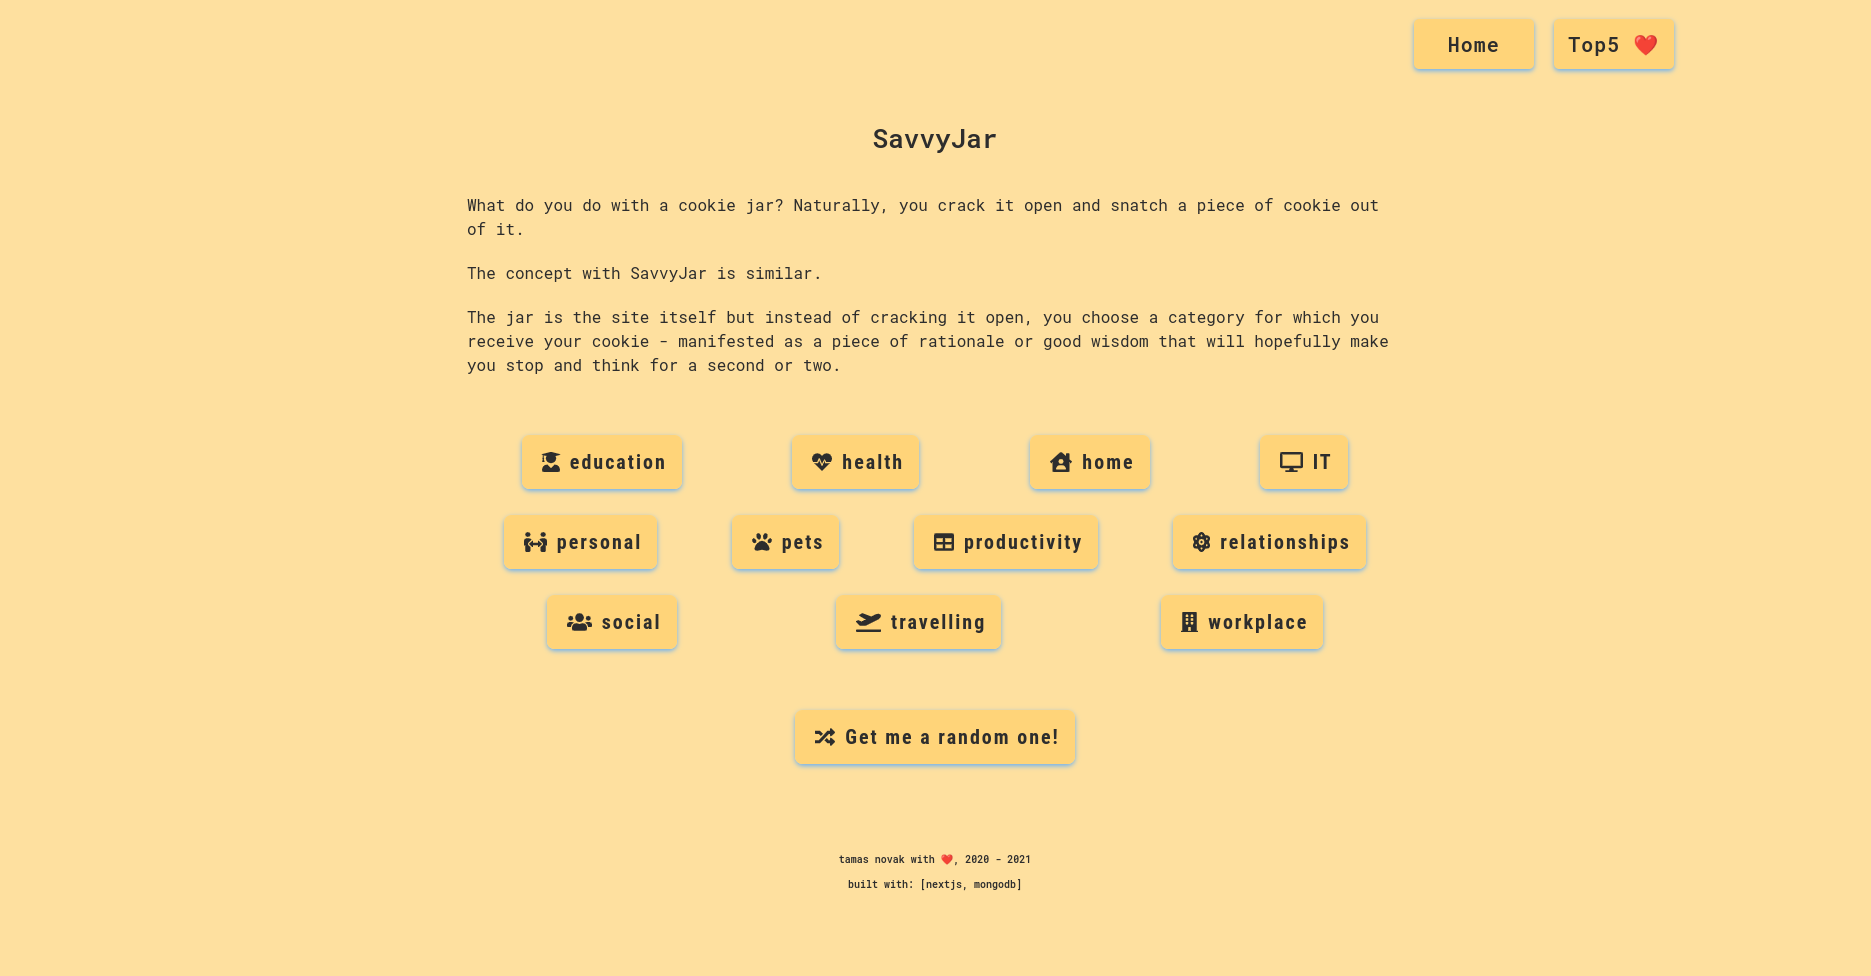 Home
Top5 ❤️
SavvyJar
What do you do with a cookie jar? Naturally, you crack it open and snatch a piece of cookie out
of it.
The concept with SavvyJar is similar.
The jar is the site itself but instead of cracking it open, you choose a category for which you
receive your cookie - manifested as a piece of rationale or good wisdom that will hopefully make
you stop and think for a second or two.
education
health
home
IT
personal
pets
productivity
relationships
social
travelling
workplace
Get me a random one!
tamas novak with ❤️, 2020 - 2021
built with: [nextjs, mongodb]